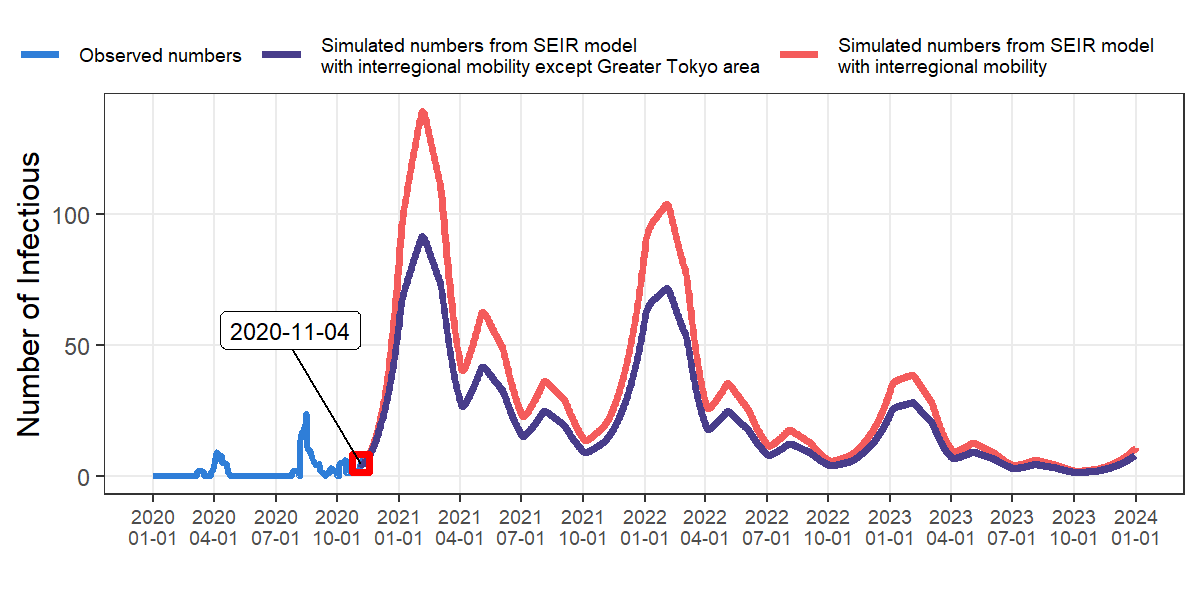 Observed numbers
Simulated numbers from SEIR model
with interregional mobility except Greater Tokyo area
Simulated numbers from SEIR model
with interregional mobility
Number of Infectious
100
50
0
2020-11-04
2020 2020 2020 2020 2021 2021 2021 2021 2022 2022 2022 2022 2023 2023 2023 2023 2024
01-01 04-01 07-01 10-01 01-01 04-01 07-01 10-01 01-01 04-01 07-01 10-01 01-01 04-01 07-01 10-01 01-01